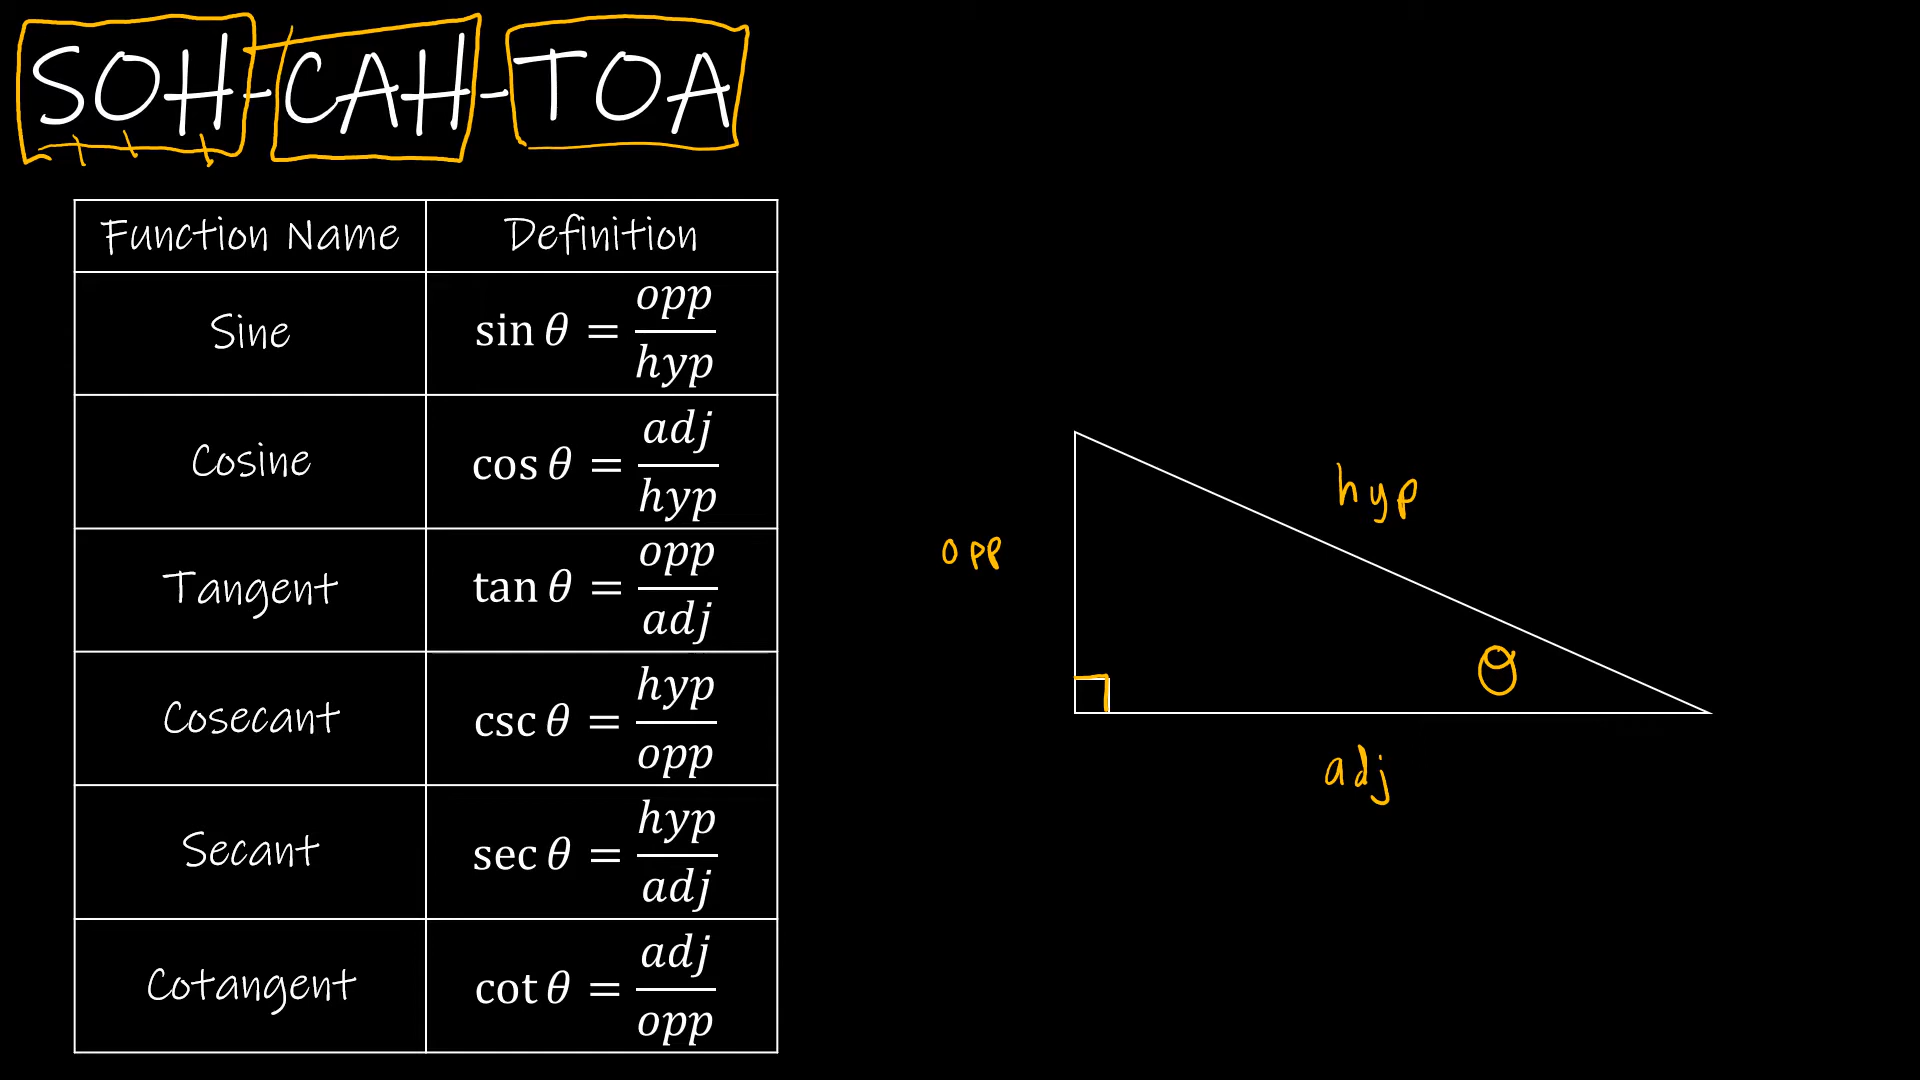 SOH-CAH-TOA
Function Name Definition
Sine sin θ = opp/hyp
Cosine cos θ = adj/hyp
Tangent tan θ = opp/adj
Cosecant csc θ = hyp/opp
Secant sec θ = hyp/adj
Cotangent cot θ = adj/opp
hyp
opp
θ
adj